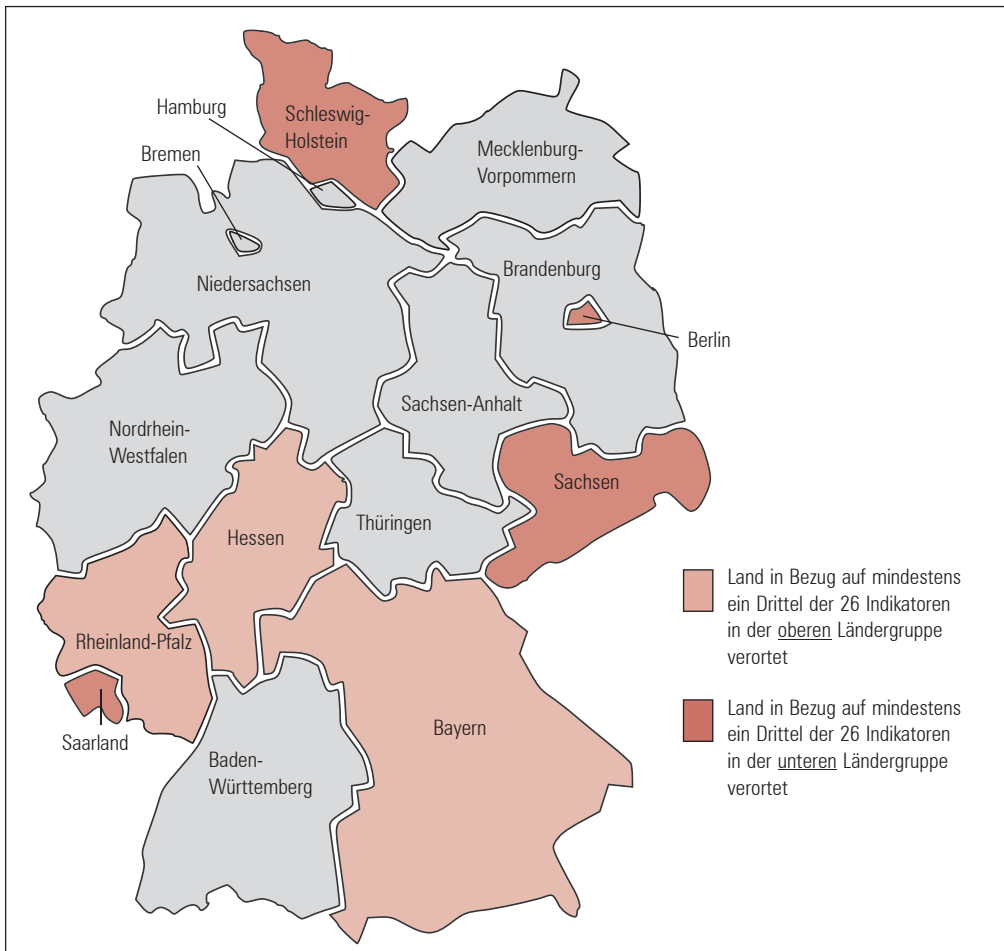 Hamburg
Schleswig-
Holstein
Mecklenburg-
Vorpommern
Bremen
Niedersachsen
Brandenburg
Berlin
Sachsen-Anhalt
Nordrhein-
Westfalen
Sachsen
Thüringen
Hessen
Rheinland-Pfalz
Saarland
Bayern
Baden-
Württemberg
Land in Bezug auf mindestens
ein Drittel der 26 Indikatoren
in der oberen Ländergruppe
verortet
Land in Bezug auf mindestens
ein Drittel der 26 Indikatoren
in der unteren Ländergruppe
verortet